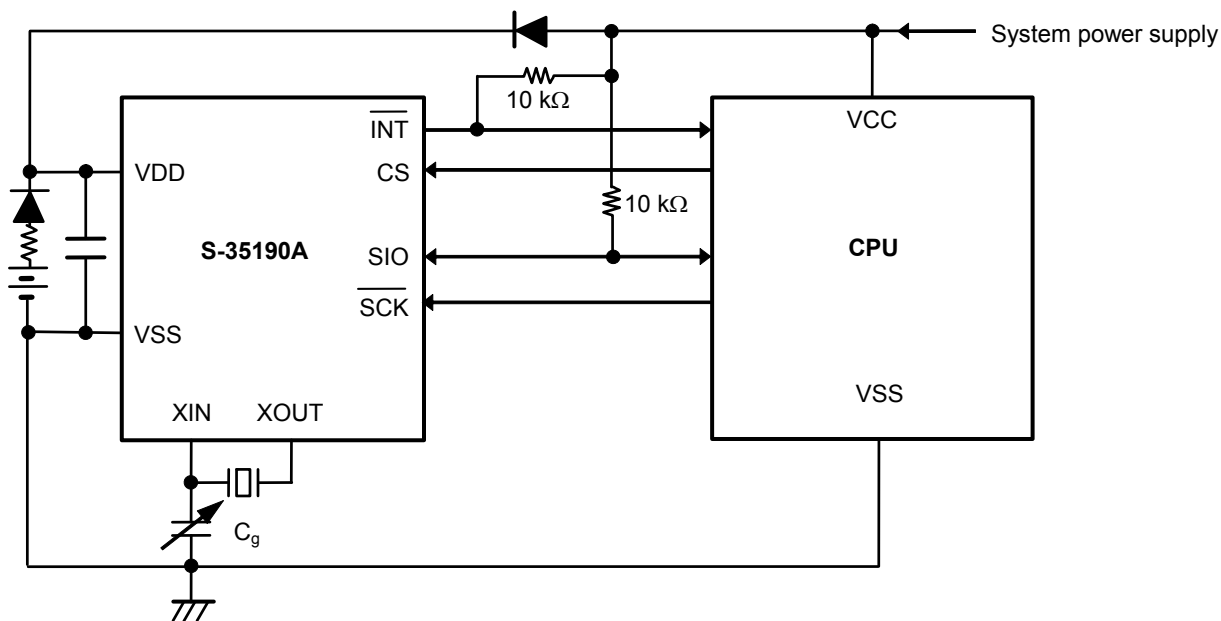 System power supply
10 kΩ
INT
VCC
VDD
CS
10 kΩ
S-35190A
SIO
CPU
SCK
VSS
VSS
XIN XOUT
Cg